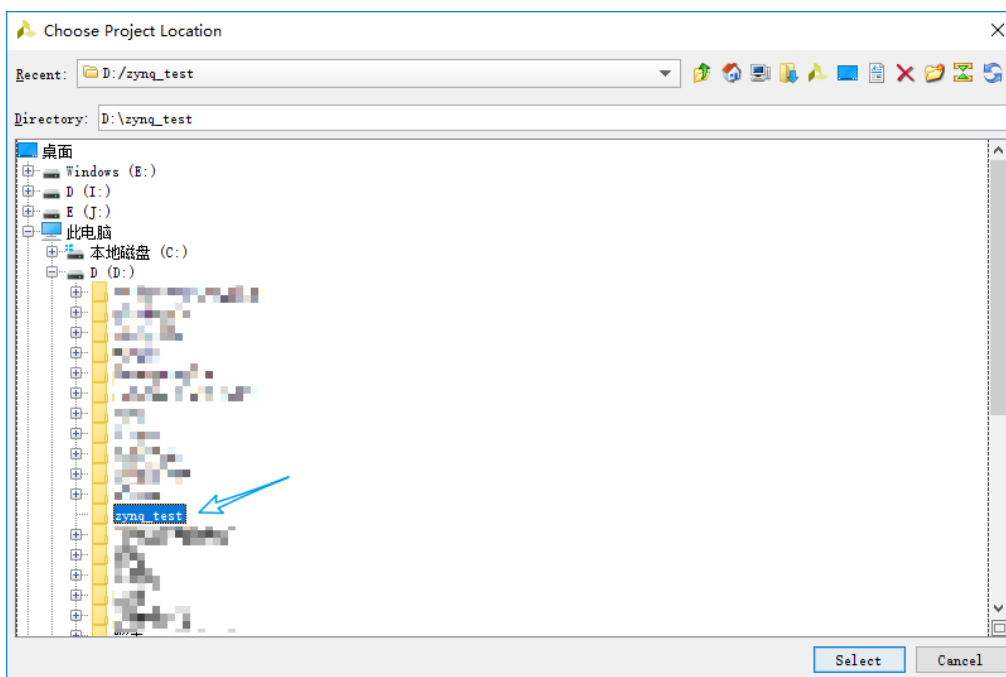 Choose Project Location
Recent: D:/zynq_test
Directory: D:\zynq_test
桌面
Windows (E:)
D (I:)
E (J:)
此电脑
本地磁盘 (C:)
D (D:)
zynq_test
Select Cancel